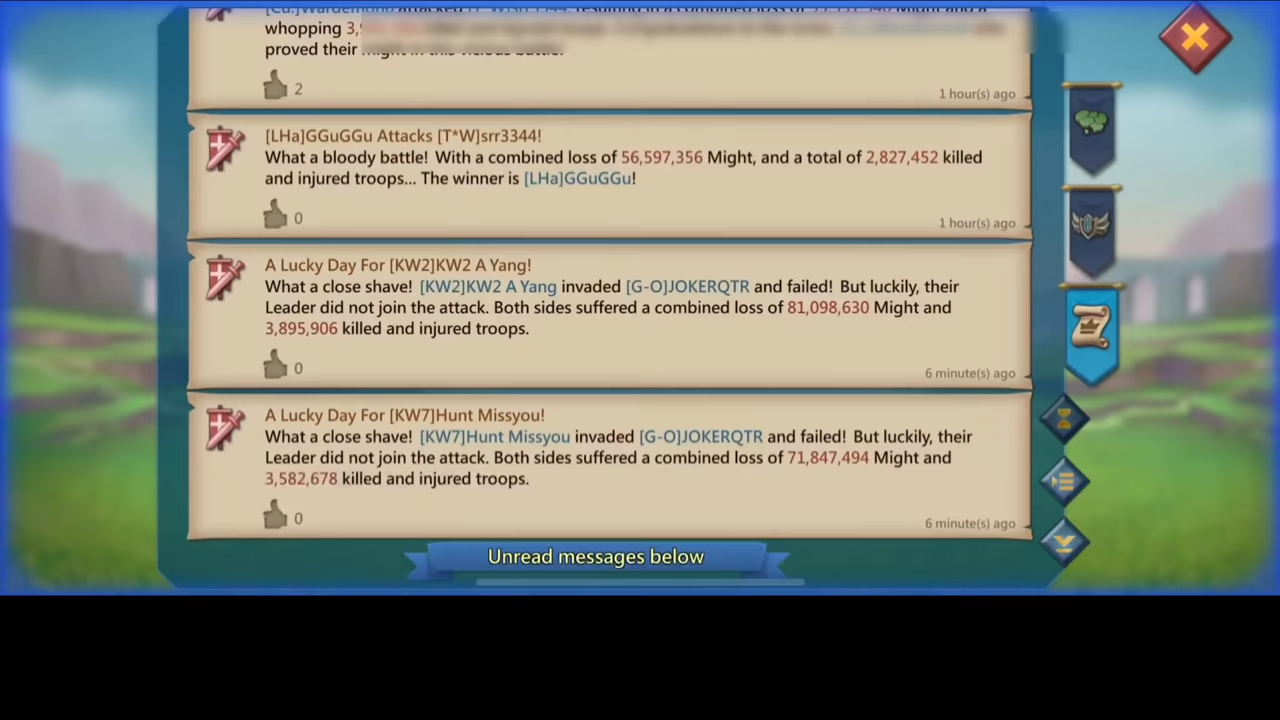 whopping 3,
proved their might in this vicious battle.
2
1 hour(s) ago
[LHa]GGuGGu Attacks [T*W]srr3344!
What a bloody battle! With a combined loss of 56,597,356 Might, and a total of 2,827,452 killed
and injured troops... The winner is [LHa]GGuGGu!
0
1 hour(s) ago
A Lucky Day For [KW2]KW2 A Yang!
What a close shave! [KW2]KW2 A Yang invaded [G-O]JOKERQTR and failed! But luckily, their
Leader did not join the attack. Both sides suffered a combined loss of 81,098,630 Might and
3,895,906 killed and injured troops.
0
6 minute(s) ago
A Lucky Day For [KW7]Hunt Missyou!
What a close shave! [KW7]Hunt Missyou invaded [G-O]JOKERQTR and failed! But luckily, their
Leader did not join the attack. Both sides suffered a combined loss of 71,847,494 Might and
3,582,678 killed and injured troops.
0
6 minute(s) ago
Unread messages below